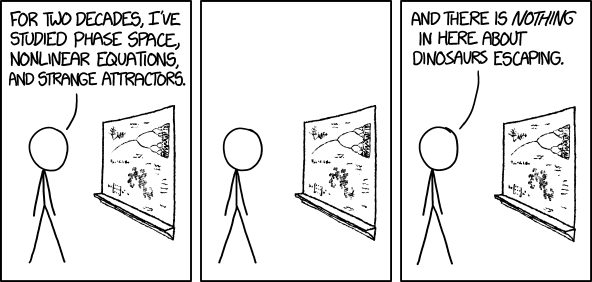 FOR TWO DECADES, I'VE
STUDIED PHASE SPACE,
NONLINEAR EQUATIONS,
AND STRANGE ATTRACTORS.
AND THERE IS NOTHING
IN HERE ABOUT
DINOSAURS ESCAPING.